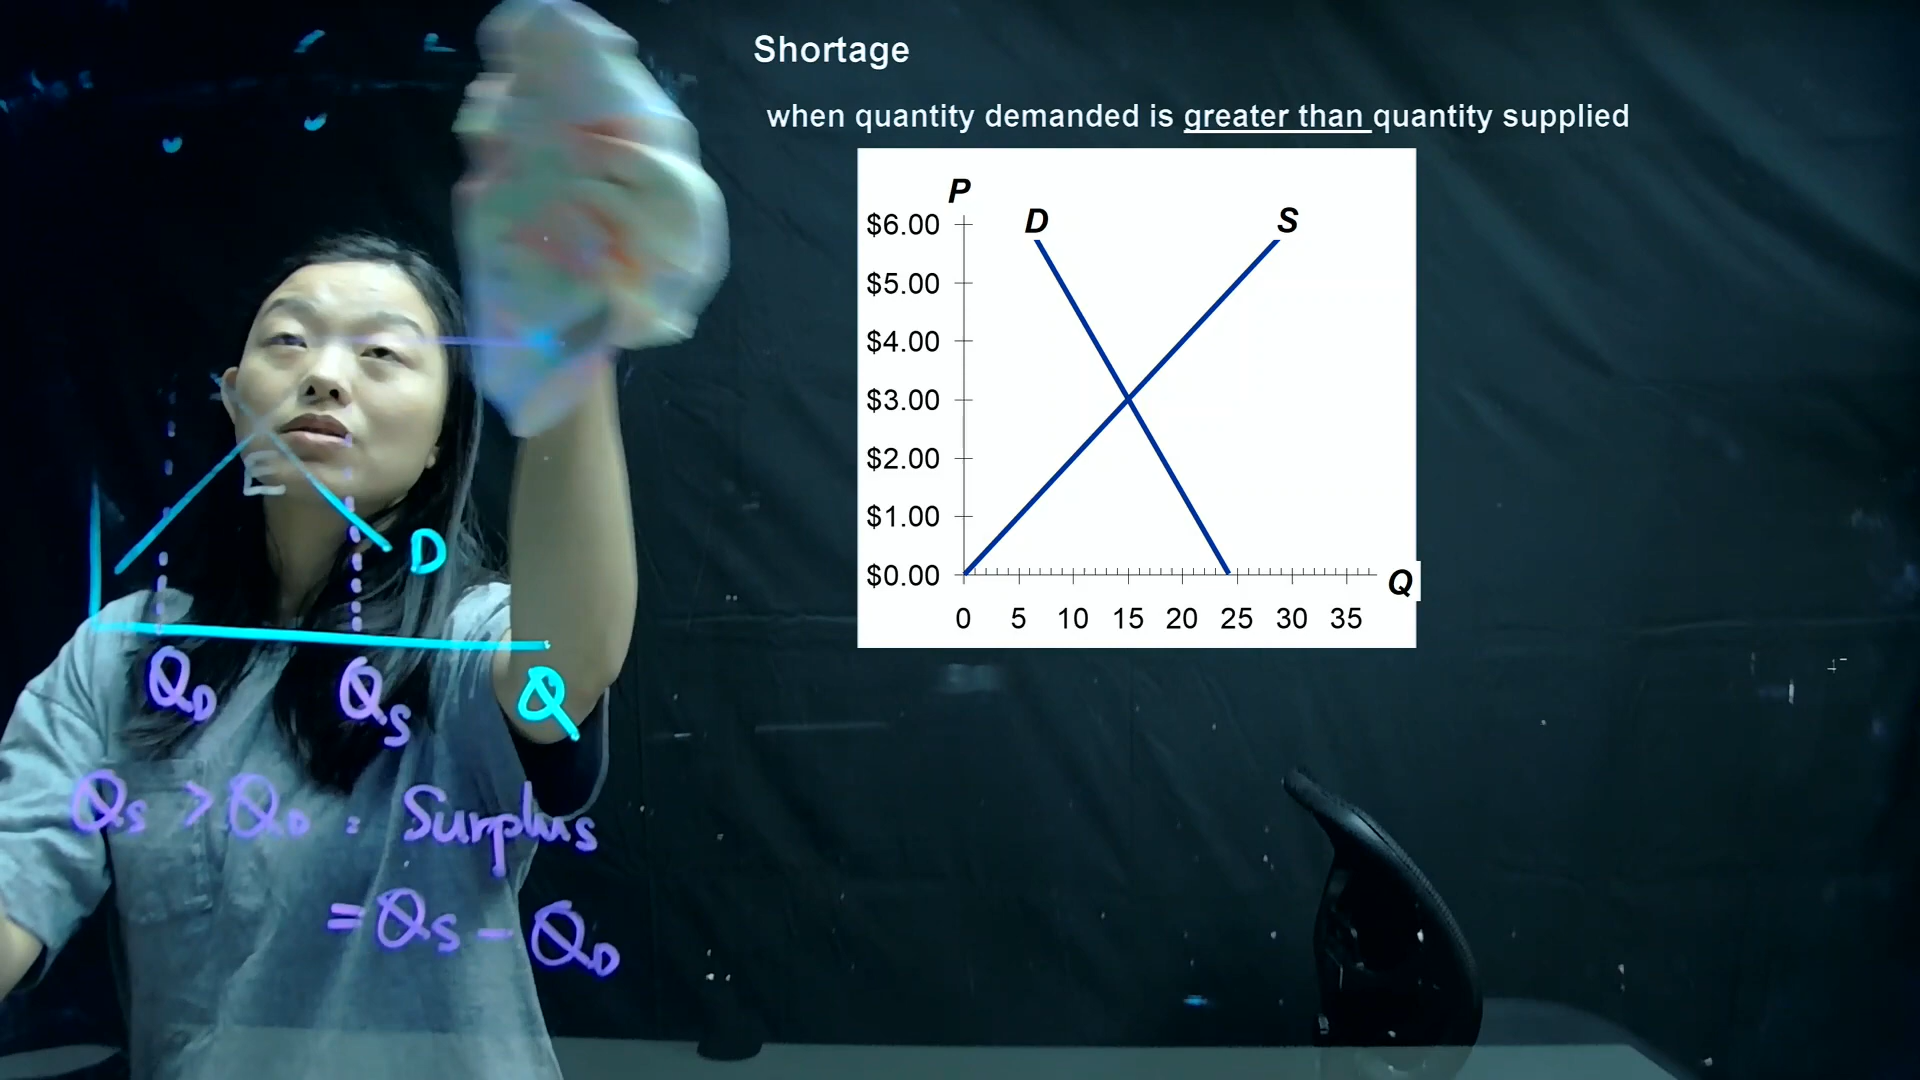 Shortage
when quantity demanded is greater than quantity supplied
P
D S
$6.00
$5.00
$4.00
$3.00
$2.00
$1.00
$0.00
Q
0 5 10 15 20 25 30 35
E
D
QD QS Q
QS > QD : Surplus
= QS - QD